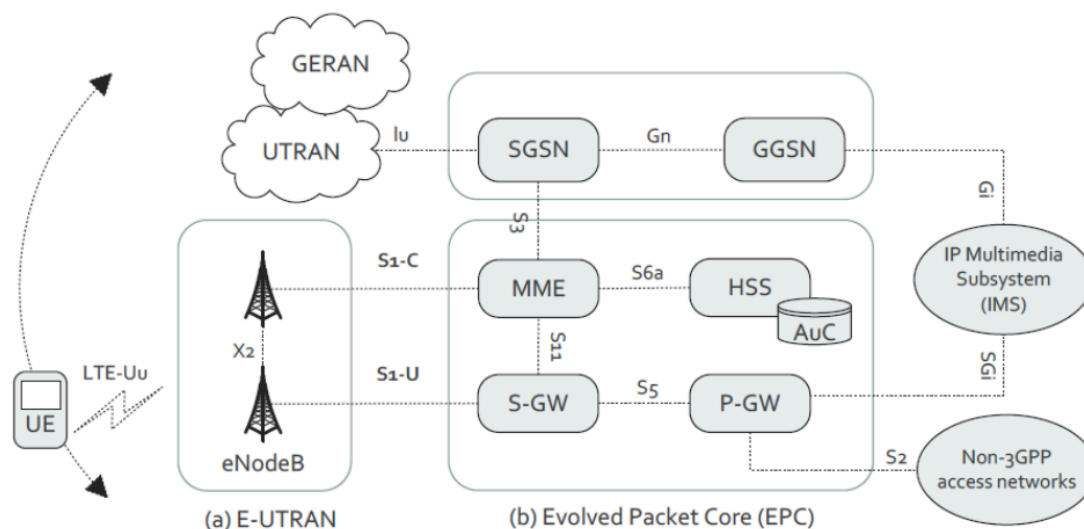 GERAN
UTRAN
Iu
SGSN
Gn
GGSN
Gi
S3
IP Multimedia
Subsystem
(IMS)
S1-C
MME
S6a
HSS
AuC
X2
S11
SGi
LTE-Uu
UE
S1-U
S-GW
S5
P-GW
eNodeB
S2
Non-3GPP
access networks
(a) E-UTRAN
(b) Evolved Packet Core (EPC)